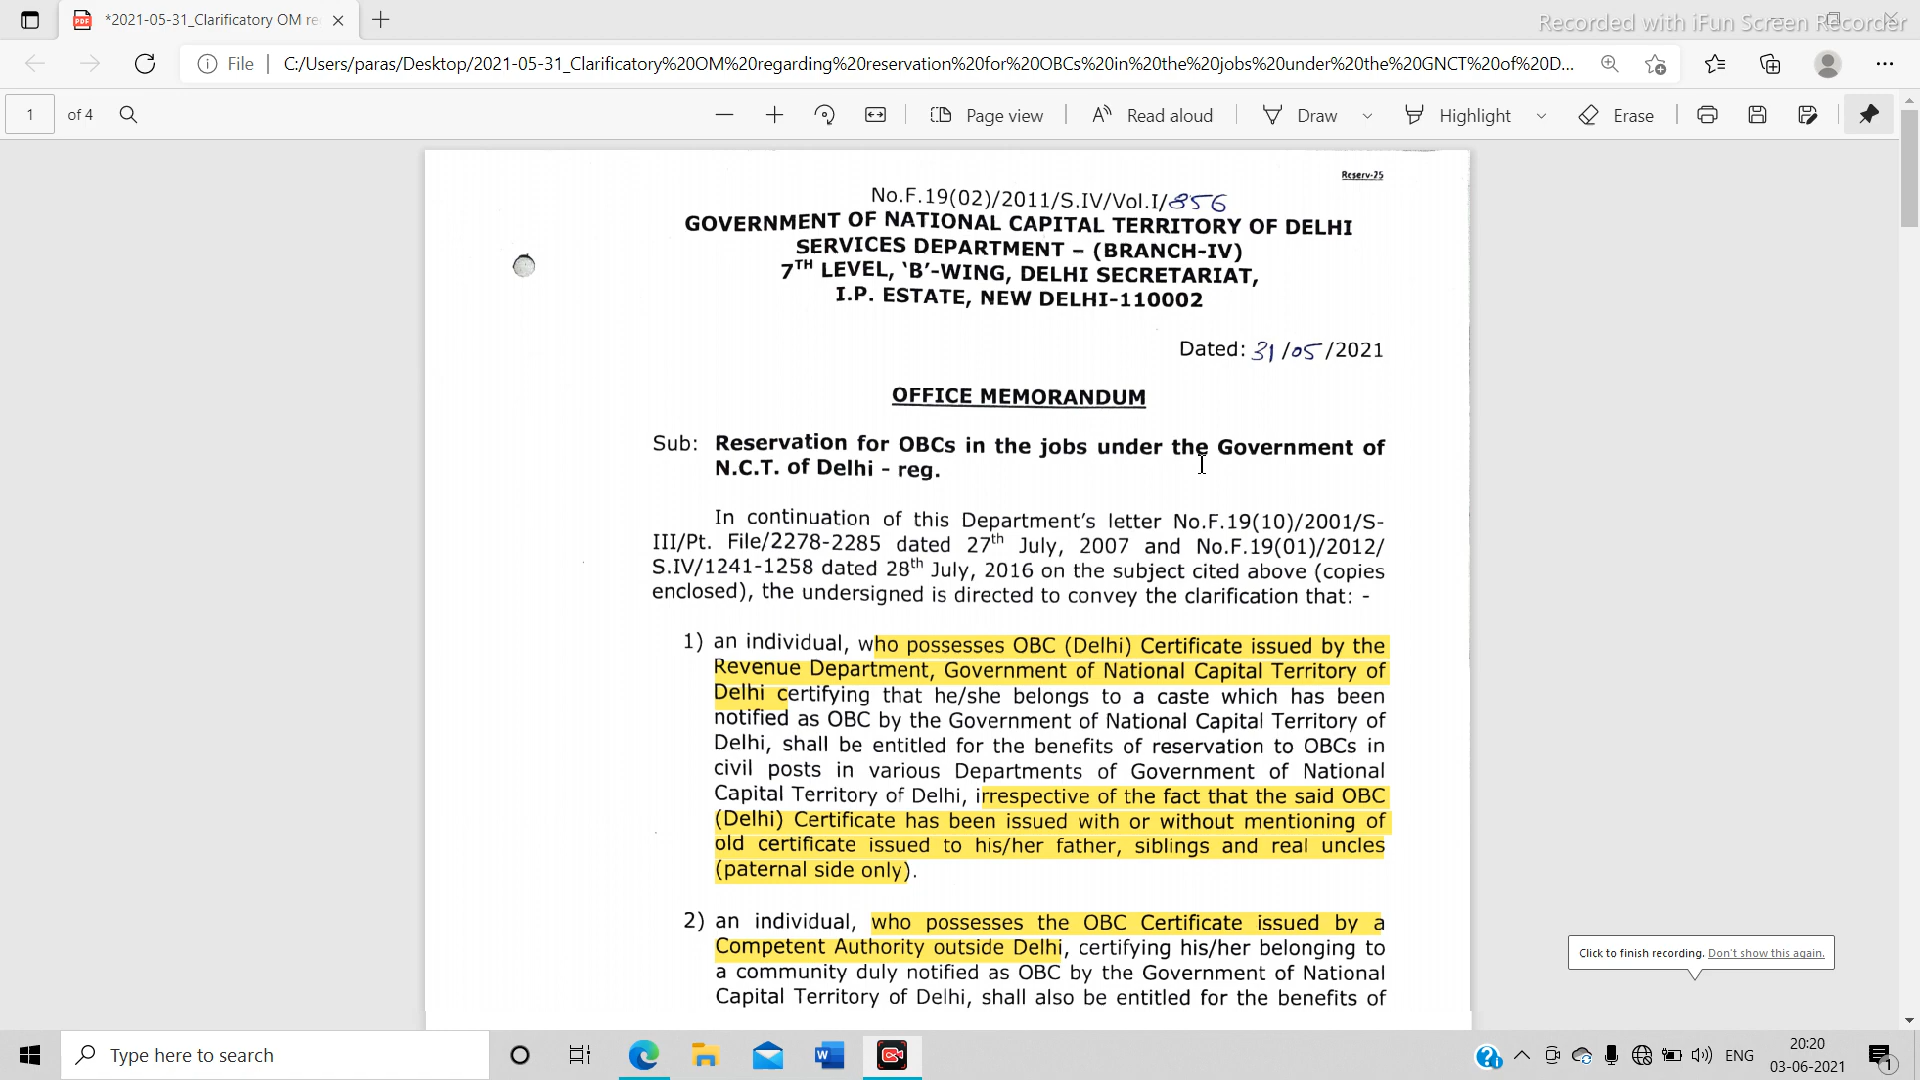 *2021-05-31_Clarificatory OM re
Recorded with iFun Screen Recorder
File
C:/Users/paras/Desktop/2021-05-31_Clarificatory%20OM%20regarding%20reservation%20for%20OBCs%20in%20the%20jobs%20under%20the%20GNCT%20of%20D...
1 of 4
Page view
Read aloud
Draw
Highlight
Erase
Reserv-25
No.F.19(02)/2011/S.IV/Vol.I/856
GOVERNMENT OF NATIONAL CAPITAL TERRITORY OF DELHI
SERVICES DEPARTMENT – (BRANCH-IV)
7TH LEVEL, 'B'-WING, DELHI SECRETARIAT,
I.P. ESTATE, NEW DELHI-110002
Dated: 31/05/2021
OFFICE MEMORANDUM
Sub: Reservation for OBCs in the jobs under the Government of
N.C.T. of Delhi - reg.
In continuation of this Department's letter No.F.19(10)/2001/S-
III/Pt. File/2278-2285 dated 27th July, 2007 and No.F.19(01)/2012/
S.IV/1241-1258 dated 28th July, 2016 on the subject cited above (copies
enclosed), the undersigned is directed to convey the clarification that: -
1) an individual, who possesses OBC (Delhi) Certificate issued by the
Revenue Department, Government of National Capital Territory of
Delhi certifying that he/she belongs to a caste which has been
notified as OBC by the Government of National Capital Territory of
Delhi, shall be entitled for the benefits of reservation to OBCs in
civil posts in various Departments of Government of National
Capital Territory of Delhi, irrespective of the fact that the said OBC
(Delhi) Certificate has been issued with or without mentioning of
old certificate issued to his/her father, siblings and real uncles
(paternal side only).
2) an individual, who possesses the OBC Certificate issued by a
Competent Authority outside Delhi, certifying his/her belonging to
a community duly notified as OBC by the Government of National
Capital Territory of Delhi, shall also be entitled for the benefits of
Click to finish recording. Don't show this again.
Type here to search
ENG
20:20
03-06-2021
1